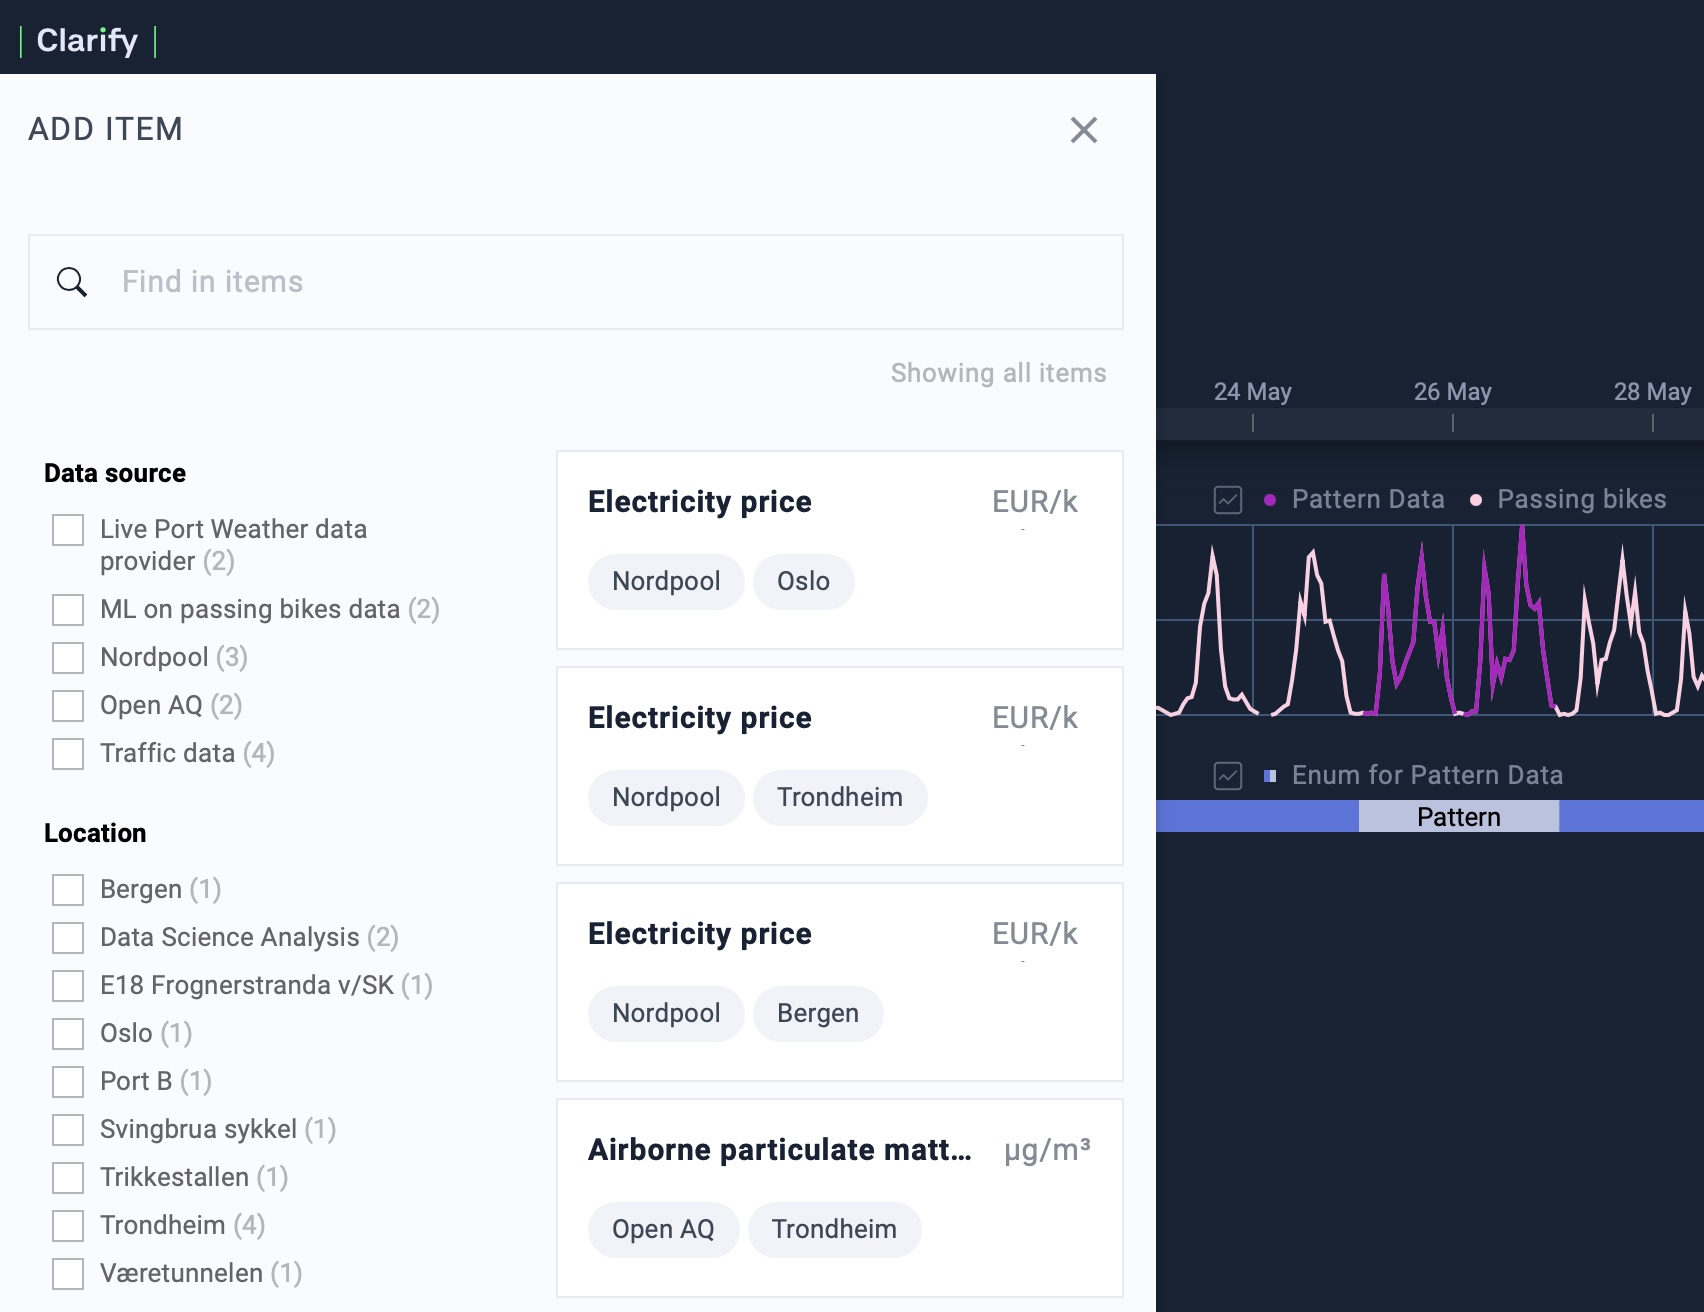 Clarify
ADD ITEM
Find in items
Showing all items
Data source
Live Port Weather data
provider (2)
ML on passing bikes data (2)
Nordpool (3)
Open AQ (2)
Traffic data (4)
Location
Bergen (1)
Data Science Analysis (2)
E18 Frognerstranda v/SK (1)
Oslo (1)
Port B (1)
Svingbrua sykkel (1)
Trikkestallen (1)
Trondheim (4)
Væretunnelen (1)
Electricity price EUR/k
Nordpool Oslo
Electricity price EUR/k
Nordpool Trondheim
Electricity price EUR/k
Nordpool Bergen
Airborne particulate matt... µg/m³
Open AQ Trondheim
24 May 26 May 28 May
Pattern Data Passing bikes
Enum for Pattern Data
Pattern